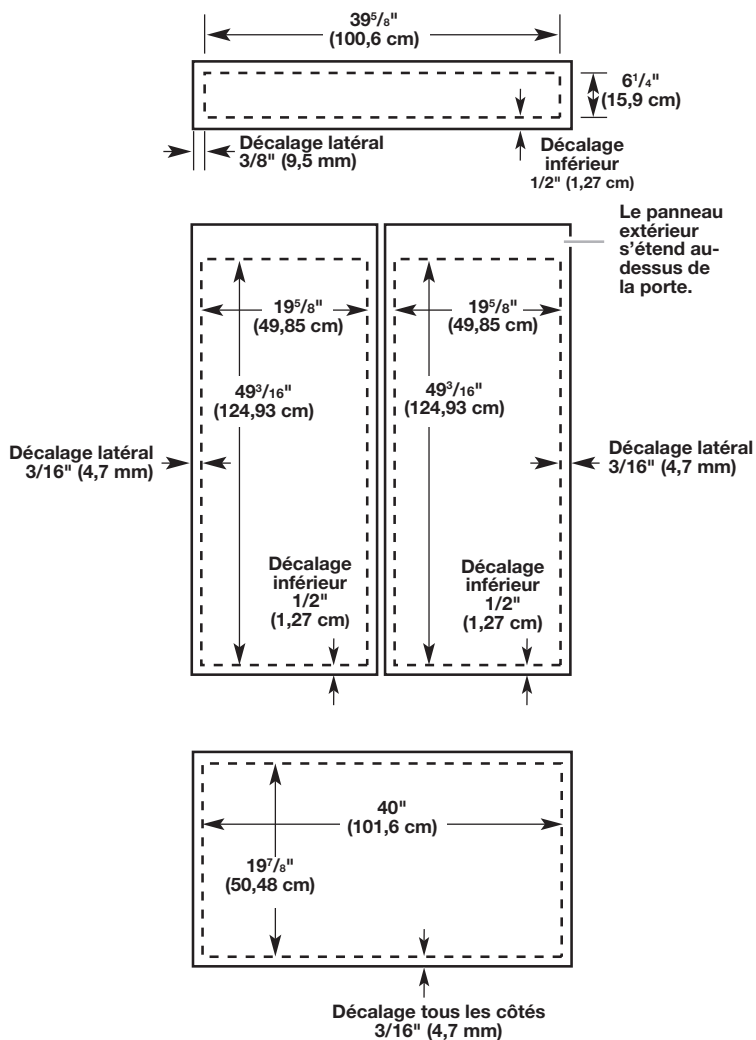 39⁵/₈"
(100,6 cm)
6¹/₄"
(15,9 cm)
Décalage latéral
3/8" (9,5 mm)
Décalage
inférieur
1/2" (1,27 cm)
Le panneau
extérieur
s’étend au-
dessus de
la porte.
19⁵/₈"
(49,85 cm)
19⁵/₈"
(49,85 cm)
49³/₁₆"
(124,93 cm)
49³/₁₆"
(124,93 cm)
Décalage latéral
3/16" (4,7 mm)
Décalage latéral
3/16" (4,7 mm)
Décalage
inférieur
1/2"
(1,27 cm)
Décalage
inférieur
1/2"
(1,27 cm)
40"
(101,6 cm)
19⁷/₈"
(50,48 cm)
Décalage tous les côtés
3/16" (4,7 mm)